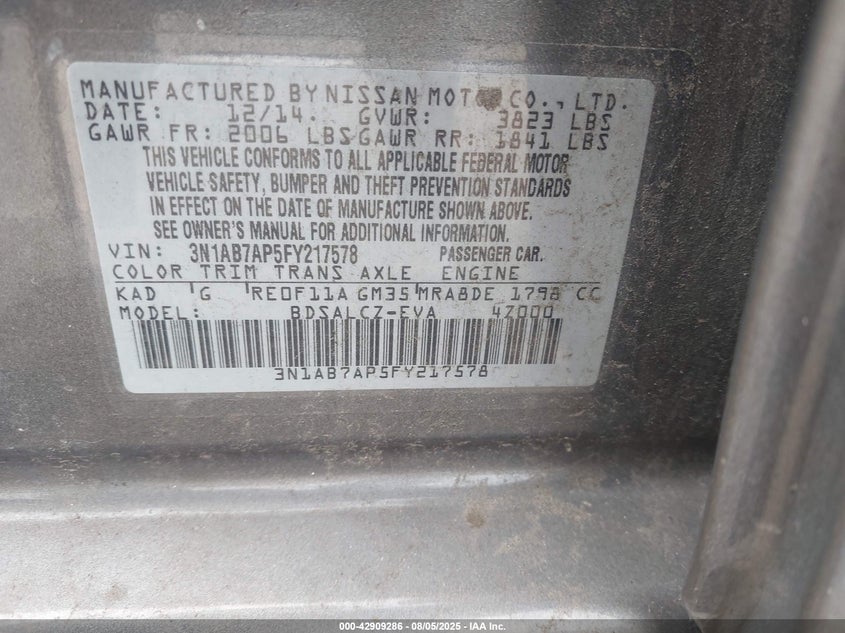 MANUFACTURED BY NISSAN MOTOR CO., LTD.
DATE: 12/14. GVWR: 3823 LBS
GAWR FR: 2006 LBS GAWR RR: 1841 LBS
THIS VEHICLE CONFORMS TO ALL APPLICABLE FEDERAL MOTOR
VEHICLE SAFETY, BUMPER AND THEFT PREVENTION STANDARDS
IN EFFECT ON THE DATE OF MANUFACTURE SHOWN ABOVE.
SEE OWNER'S MANUAL FOR ADDITIONAL INFORMATION.
VIN: 3N1AB7AP5FY217578 PASSENGER CAR.
COLOR TRIM TRANS AXLE ENGINE
KAD G RE0F11A GM35 MRA8DE 1798 CC
MODEL: BDSALCZ-EVA 4Z000
3N1AB7AP5FY217578
000-42909286 - 08/05/2025 - IAA Inc.